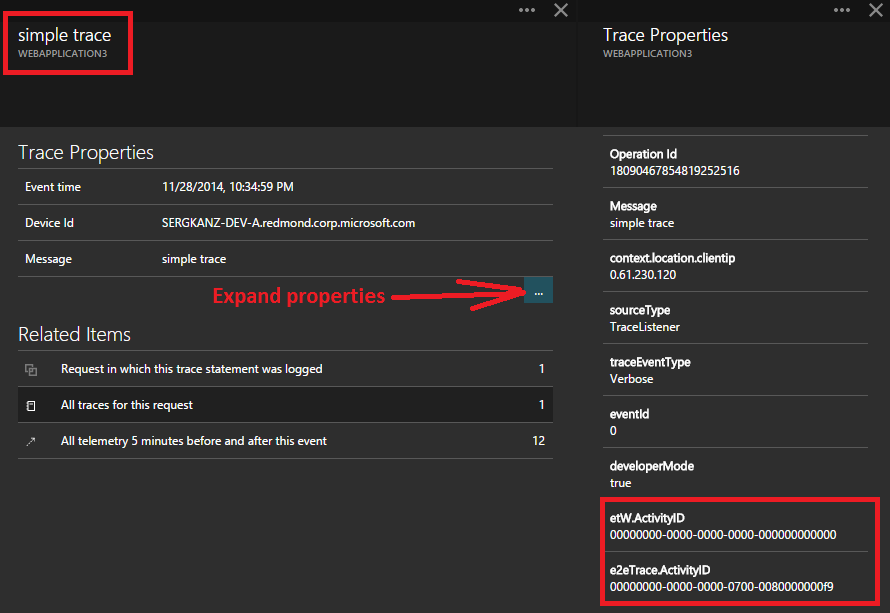 simple trace
WEBAPPLICATION3
Trace Properties
Event time 11/28/2014, 10:34:59 PM
Device Id SERGKANZ-DEV-A.redmond.corp.microsoft.com
Message simple trace
Expand properties ...
Related Items
Request in which this trace statement was logged 1
All traces for this request 1
All telemetry 5 minutes before and after this event 12
Trace Properties
WEBAPPLICATION3
Operation Id
18090467854819252516
Message
simple trace
context.location.clientip
0.61.230.120
sourceType
TraceListener
traceEventType
Verbose
eventId
0
developerMode
true
etW.ActivityID
00000000-0000-0000-0000-000000000000
e2eTrace.ActivityID
00000000-0000-0000-0700-0080000000f9